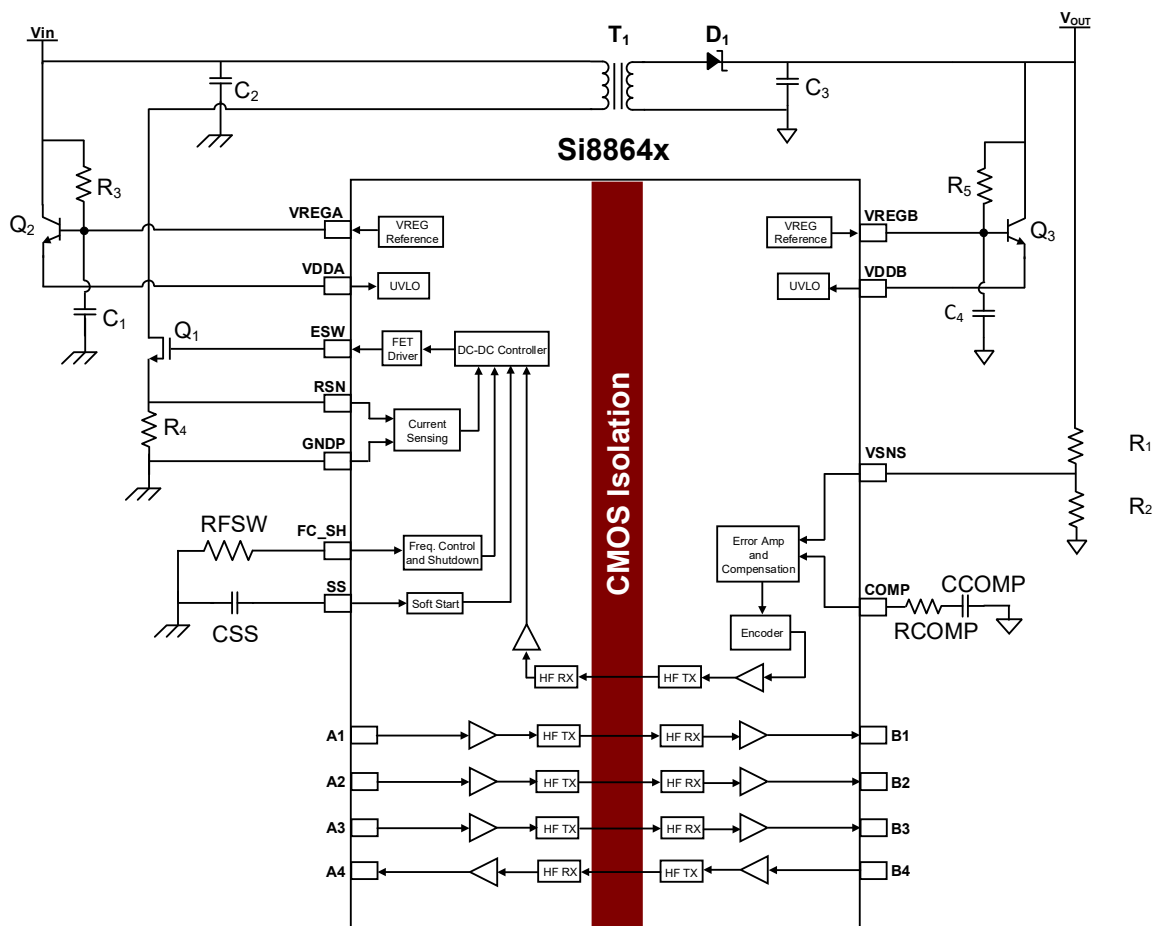 Vin
T1
D1
VOUT
C2
C3
Si8864x
R3
R5
Q2
VREGA
VREG
Reference
VREG
Reference
VREGB
Q3
VDDA
UVLO
UVLO
VDDB
C1
C4
Q1
ESW
FET
Driver
DC-DC Controller
RSN
R4
Current
Sensing
GNDP
CMOS Isolation
VSNS
R1
R2
RFSW
FC_SH
Freq. Control
and Shutdown
Error Amp
and
Compensation
SS
Soft Start
CSS
COMP
CCOMP
RCOMP
Encoder
HF RX
HF TX
A1
HF TX
HF RX
B1
A2
HF TX
HF RX
B2
A3
HF TX
HF RX
B3
A4
HF RX
HF TX
B4